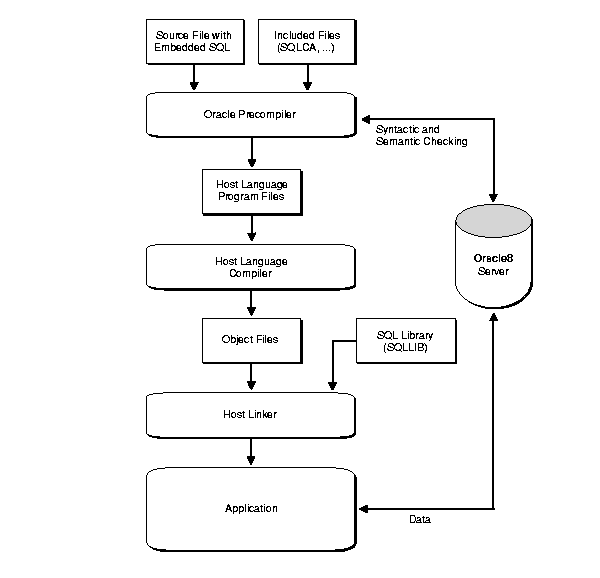 Source File with
Embedded SQL
Included Files
(SQLCA, ...)
Oracle Precompiler
Syntactic and
Semantic Checking
Host Language
Program Files
Oracle8
Server
Host Language
Compiler
Object Files
SQL Library
(SQLLIB)
Host Linker
Application
Data